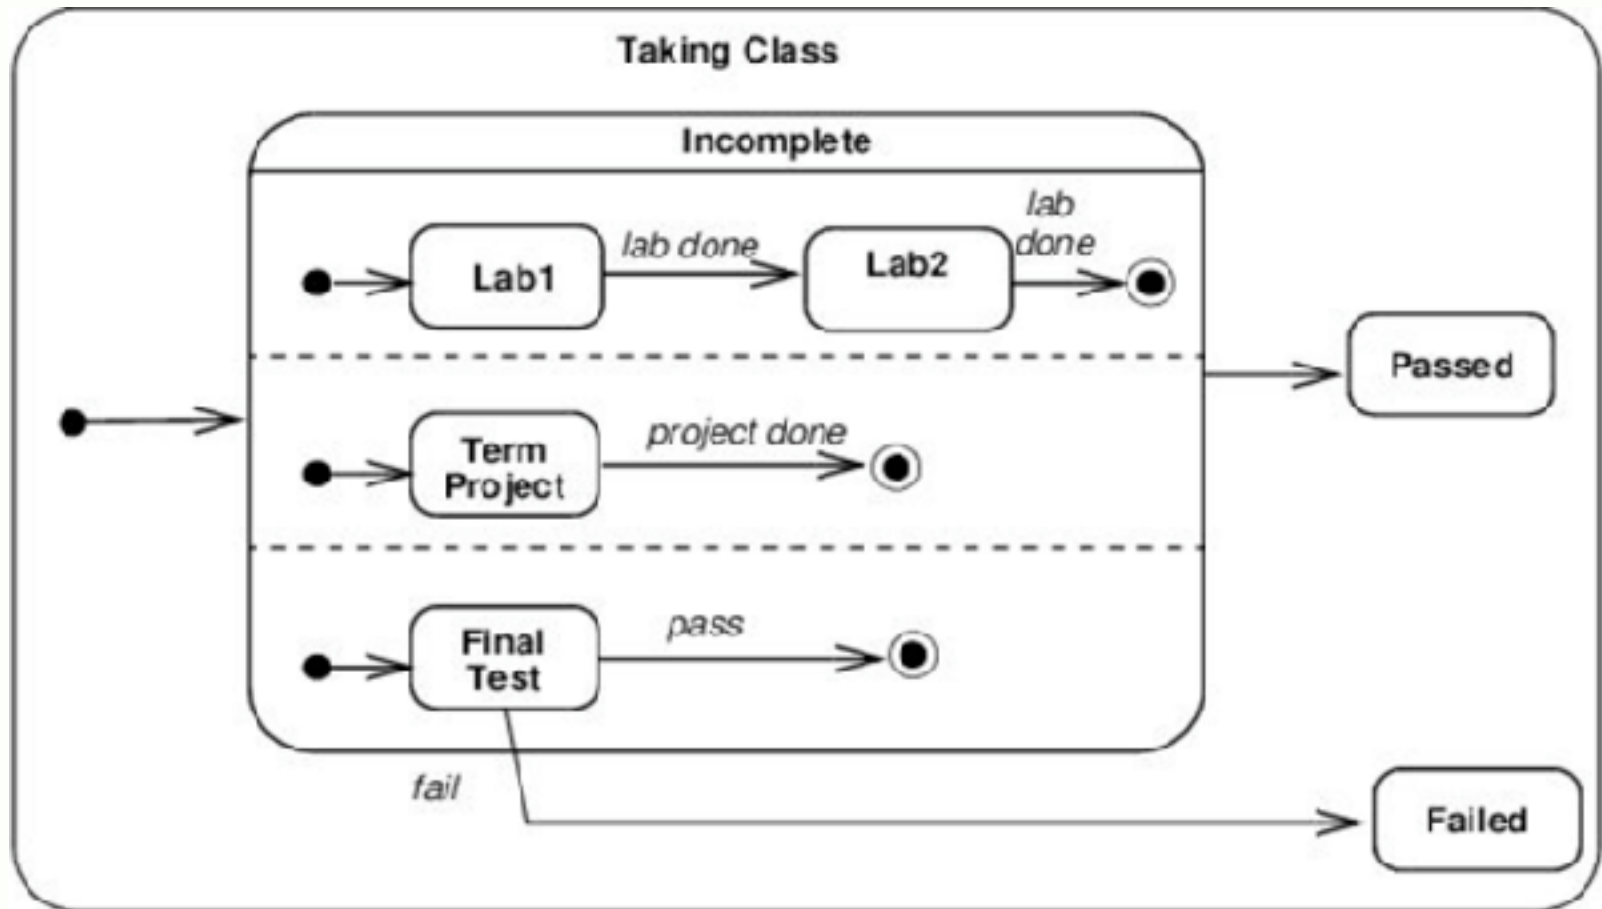 Taking Class
Incomplete
lab
done
Lab1
lab done
Lab2
Passed
Term
Project
project done
Final
Test
pass
fail
Failed